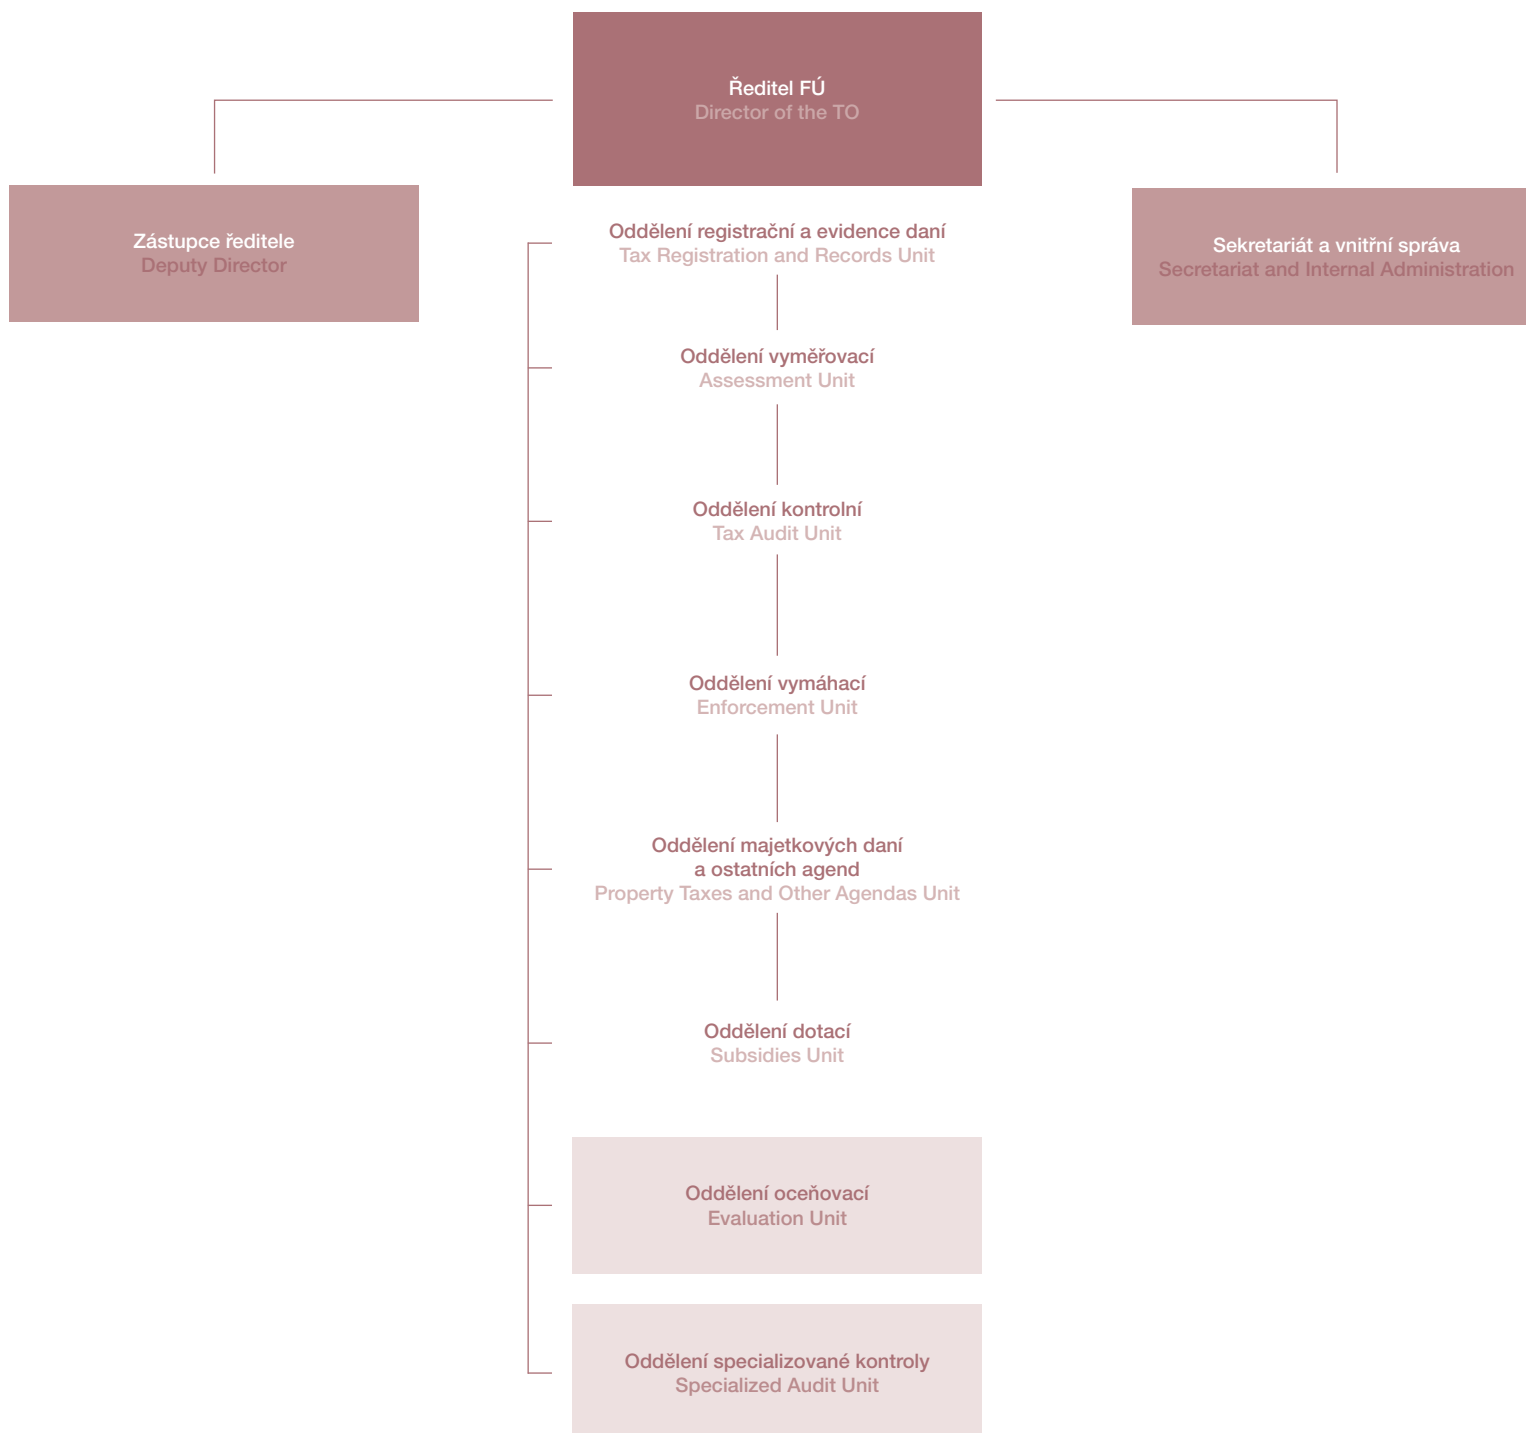 Ředitel FÚ
Director of the TO
Zástupce ředitele
Deputy Director
Sekretariát a vnitřní správa
Secretariat and Internal Administration
Oddělení registrační a evidence daní
Tax Registration and Records Unit
Oddělení vyměřovací
Assessment Unit
Oddělení kontrolní
Tax Audit Unit
Oddělení vymáhací
Enforcement Unit
Oddělení majetkových daní
a ostatních agend
Property Taxes and Other Agendas Unit
Oddělení dotací
Subsidies Unit
Oddělení oceňovací
Evaluation Unit
Oddělení specializované kontroly
Specialized Audit Unit